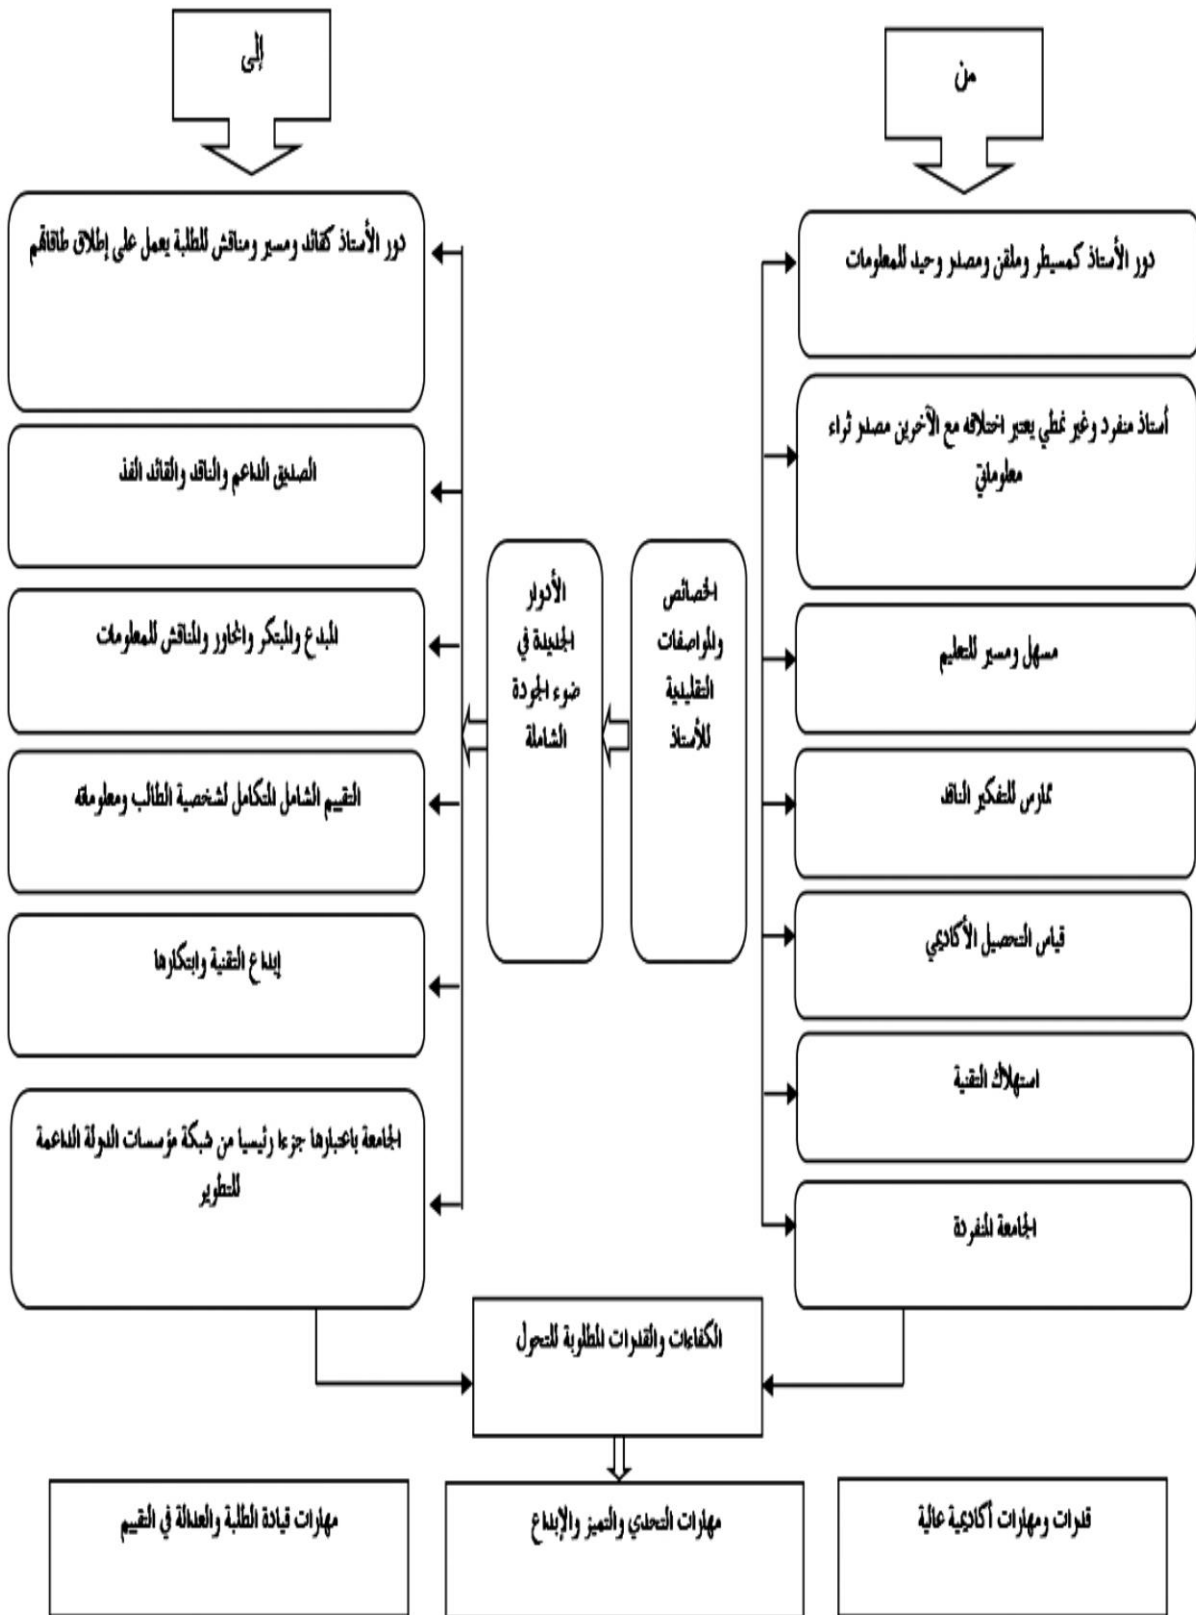 من
إلى
دور الأستاذ كمسيطر وملقن ومصدر وحيد للمعلومات
أستاذ منفرد وغير نمطي يعتبر اختلافه مع الآخرين مصدر ثراء
معلوماتي
مسهل ومسير للتعليم
ممارس للتفكير الناقد
قياس التحصيل الأكاديمي
استهلاك التقنية
الجامعة المنفردة
الخصائص
والمواصفات
التقليدية
للأستاذ
الأدوار
الجديدة في
ضوء الجودة
الشاملة
دور الأستاذ كقائد ومسير ومناقش للطلبة يعمل على إطلاق طاقاتهم
الصديق الداعم والناقد والقائد الفذ
المبدع والمبتكر والمحاور والمناقش للمعلومات
التقييم الشامل المتكامل لشخصية الطالب ومعلوماته
إبداع التقنية وابتكارها
الجامعة باعتبارها جزءا رئيسيا من شبكة مؤسسات الدولة الداعمة
للتطوير
الكفاءات والقدرات المطلوبة للتحول
قدرات ومهارات أكاديمية عالية
مهارات التحدي والتميز والإبداع
مهارات قيادة الطلبة والعدالة في التقييم